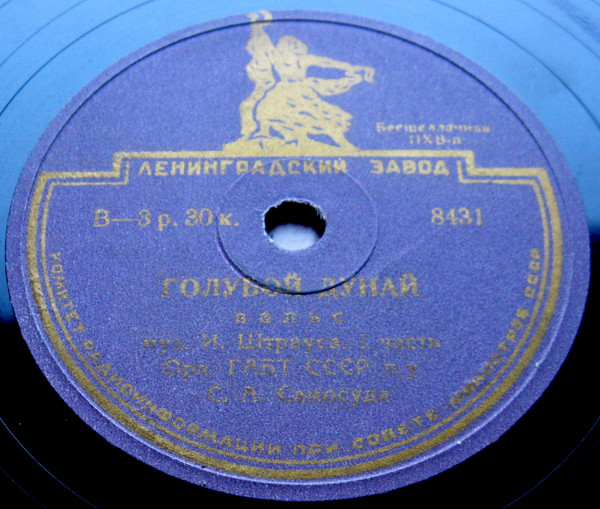 Бесшеллачная
ПХВ-а
ЛЕНИНГРАДСКИЙ ЗАВОД
В—3 р. 30 к.
8431
ГОЛУБОЙ ДУНАЙ
вальс
муз. И. Штрауса. I часть
Орк. ГАБТ СССР п/у
С. А. Самосуда
КОМИТЕТ РАДИОИНФОРМАЦИИ ПРИ СОВЕТЕ МИНИСТРОВ СССР